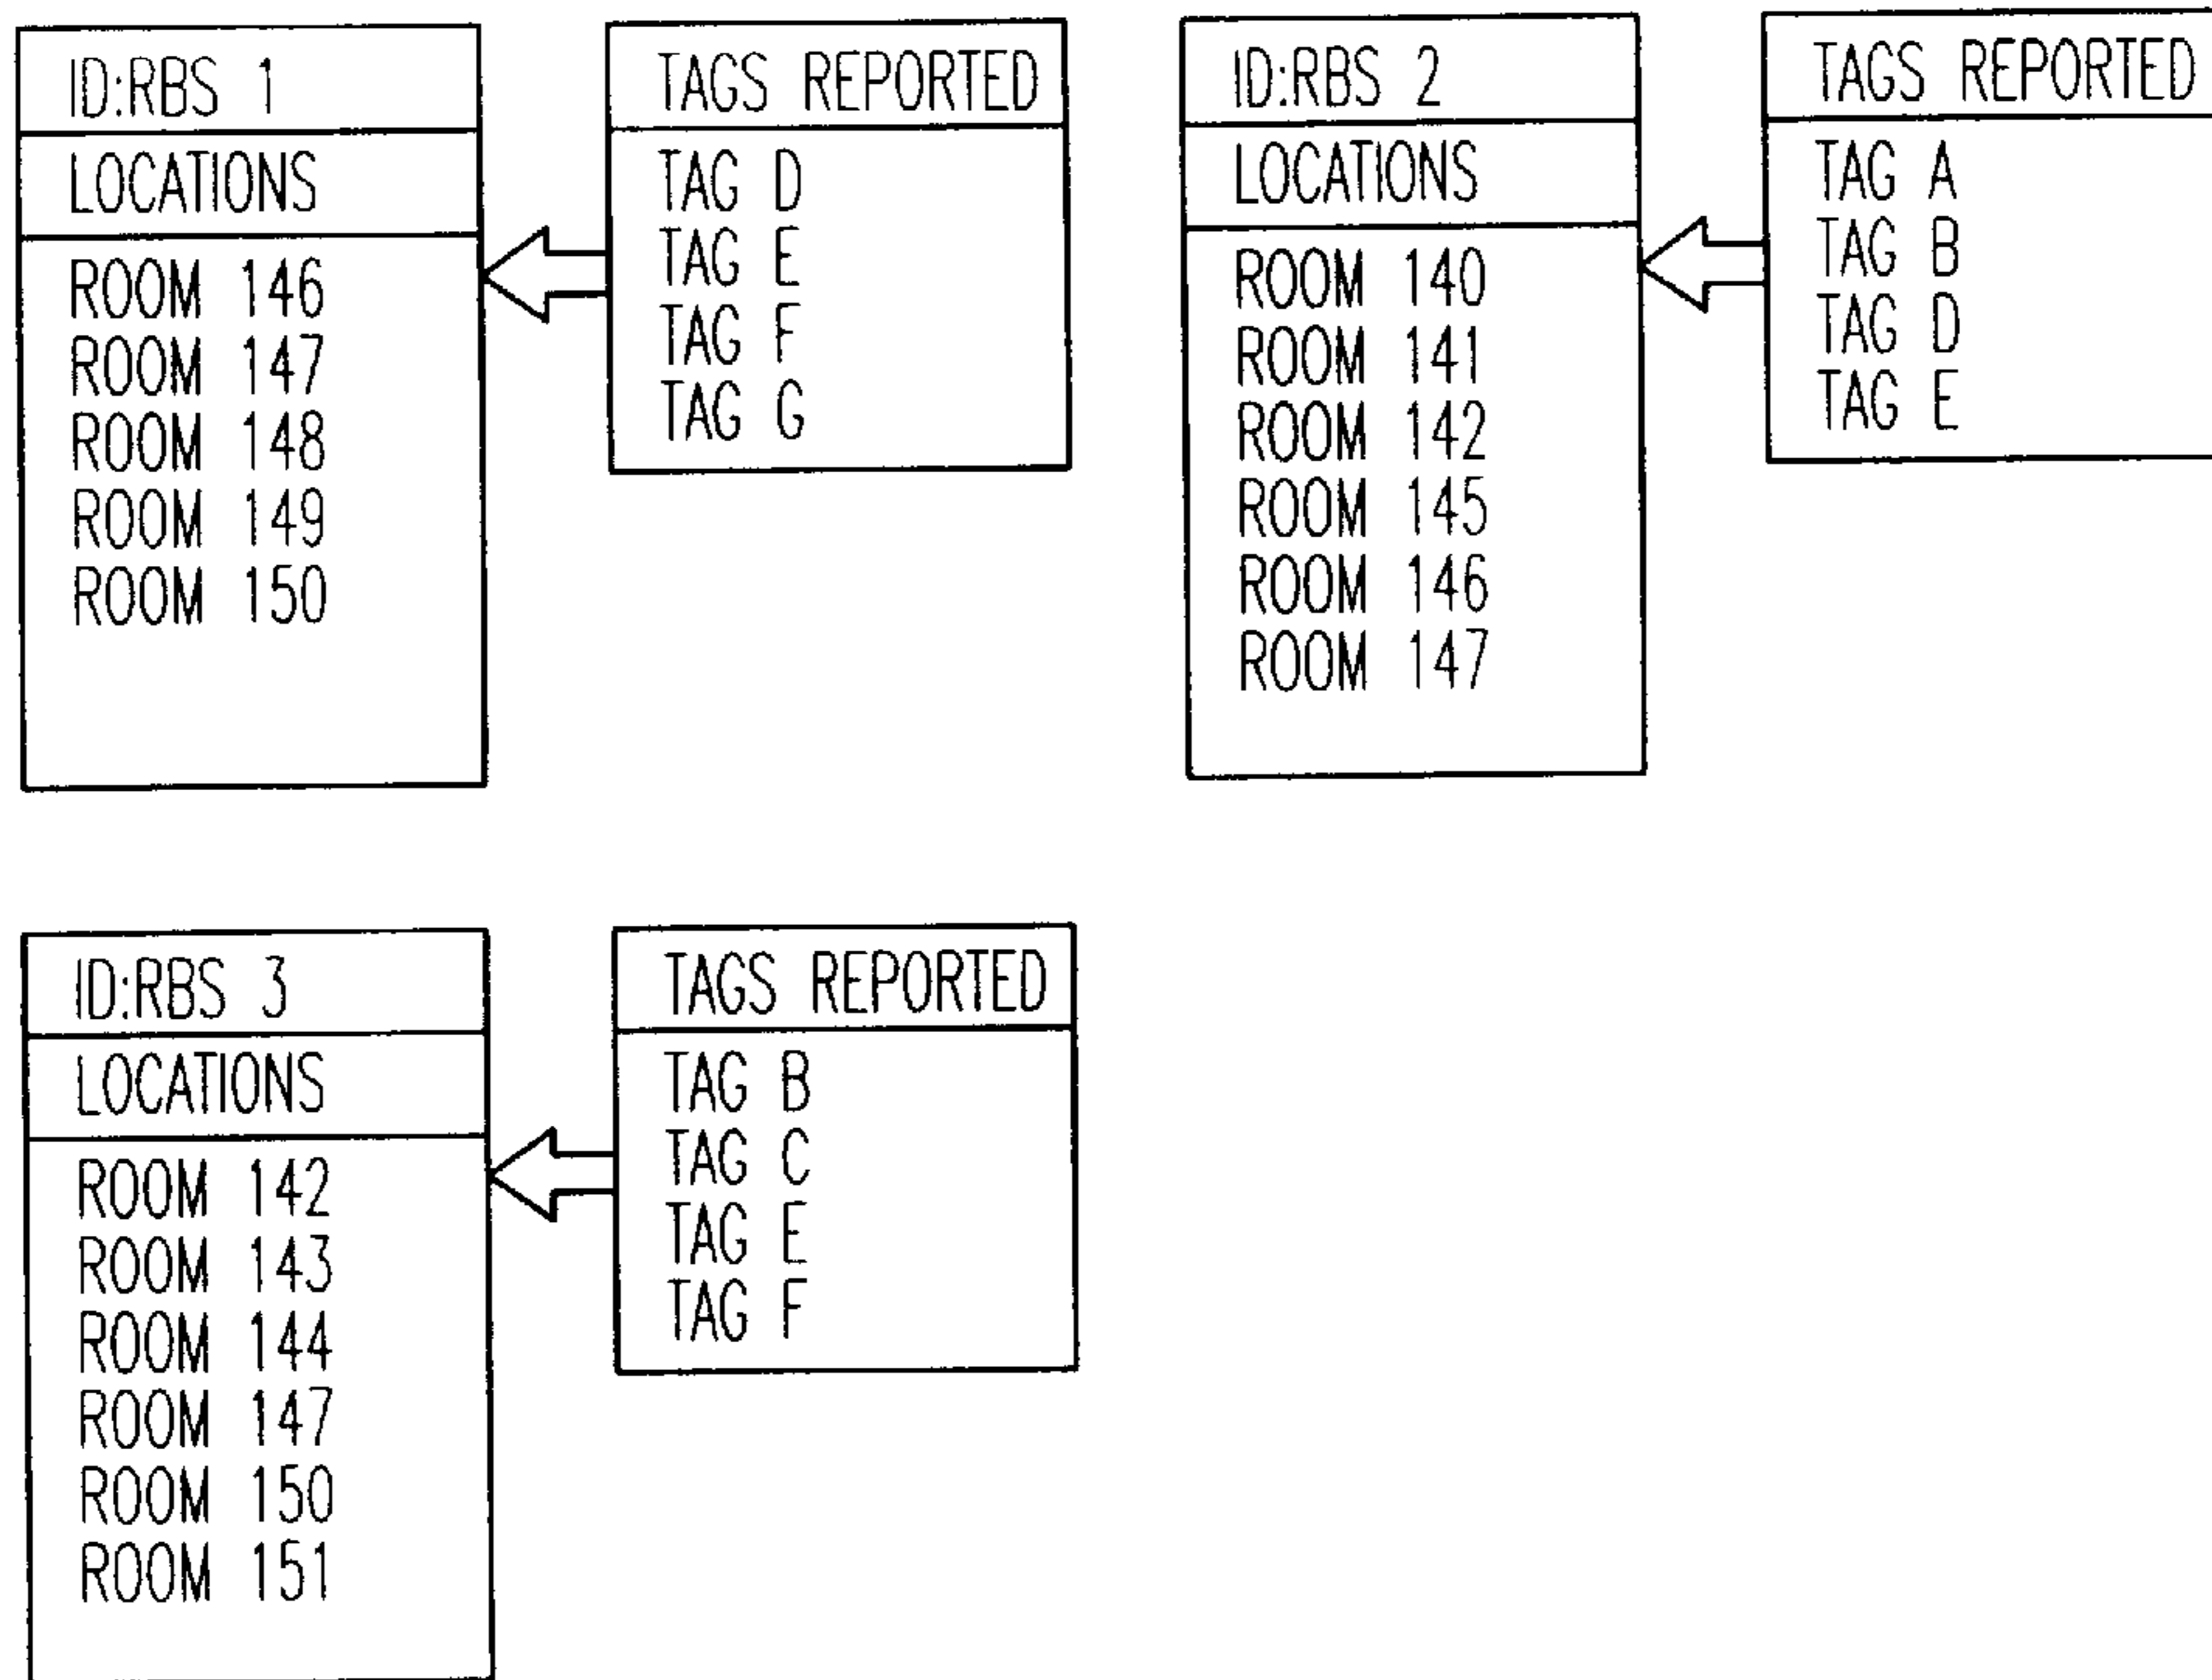 ID:RBS 1
LOCATIONS
ROOM 146
ROOM 147
ROOM 148
ROOM 149
ROOM 150
TAGS REPORTED
TAG D
TAG E
TAG F
TAG G
ID:RBS 2
LOCATIONS
ROOM 140
ROOM 141
ROOM 142
ROOM 145
ROOM 146
ROOM 147
TAGS REPORTED
TAG A
TAG B
TAG D
TAG E
ID:RBS 3
LOCATIONS
ROOM 142
ROOM 143
ROOM 144
ROOM 147
ROOM 150
ROOM 151
TAGS REPORTED
TAG B
TAG C
TAG E
TAG F